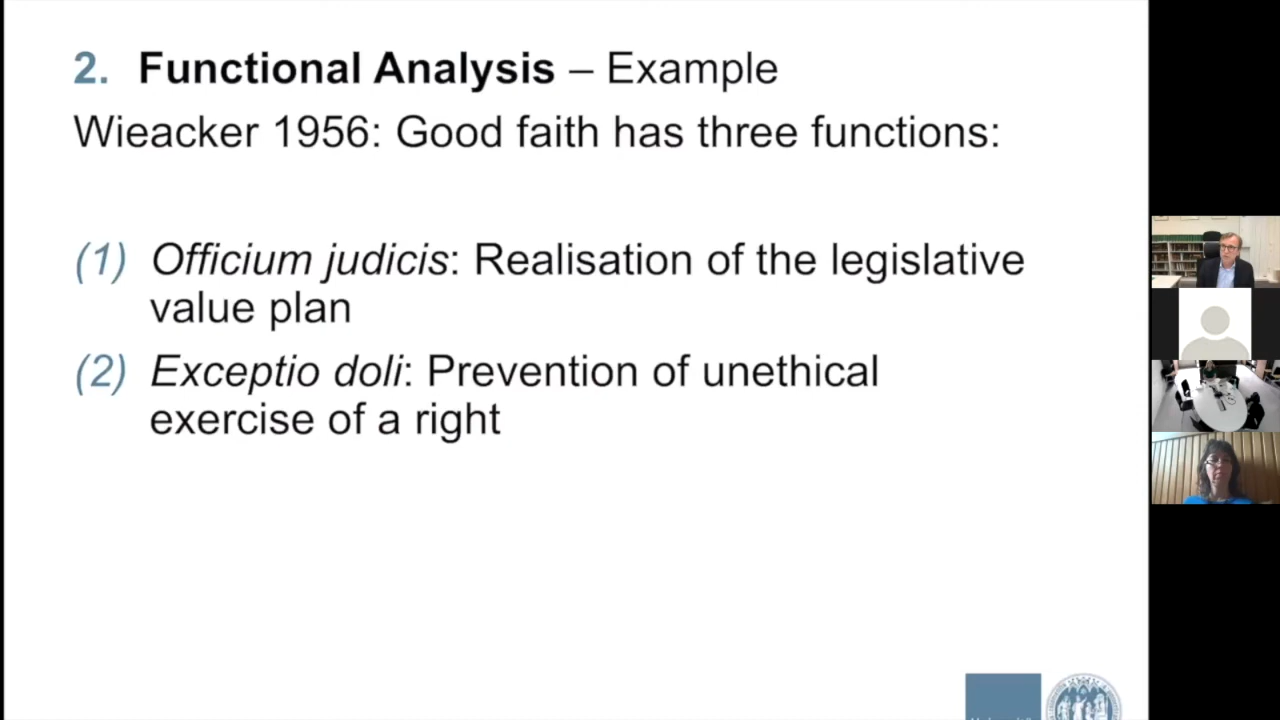 2. Functional Analysis – Example
Wieacker 1956: Good faith has three functions:
(1) Officium judicis: Realisation of the legislative
value plan
(2) Exceptio doli: Prevention of unethical
exercise of a right